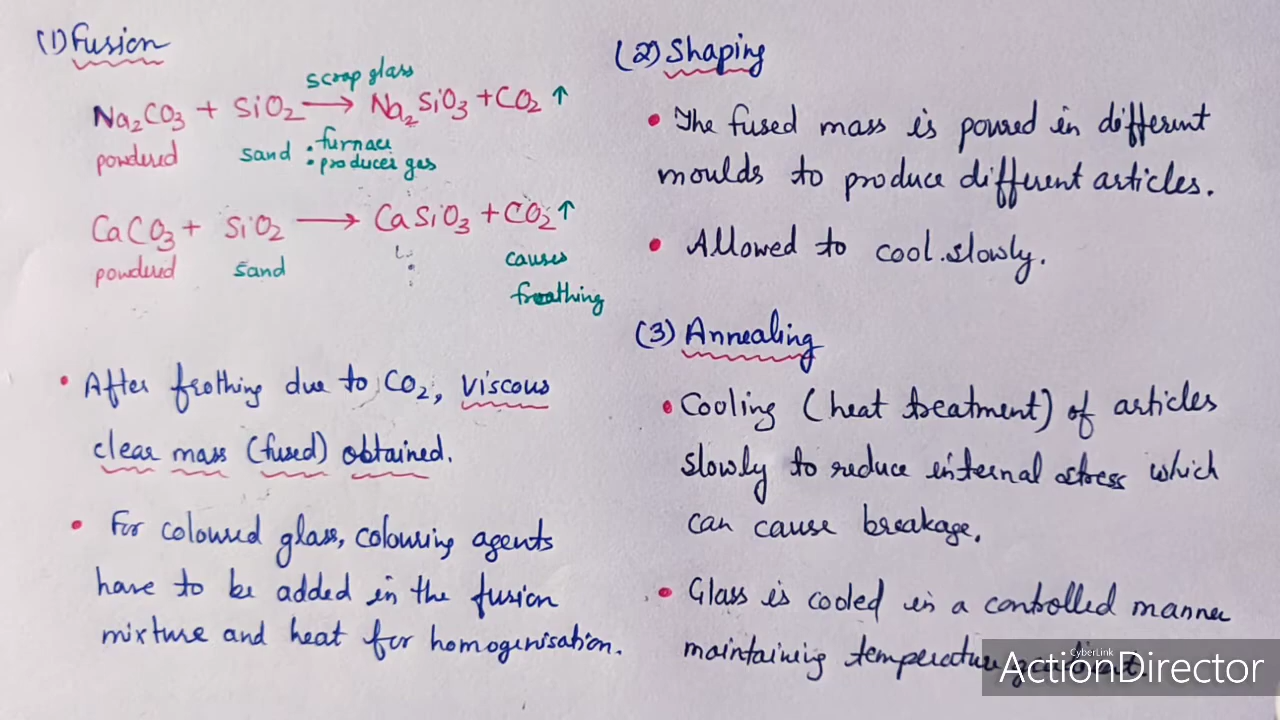 (1) Fusion
scrap glass
Na₂CO₃ + SiO₂ → Na₂SiO₃ + CO₂ ↑
powdered sand • furnace
• producer gas
CaCO₃ + SiO₂ → CaSiO₃ + CO₂ ↑
powdered sand causes
frothing
• After frothing due to CO₂, viscous
clear mass (fused) obtained.
• For coloured glass, colouring agents
have to be added in the fusion
mixture and heat for homogenisation.
(2) Shaping
• The fused mass is poured in different
moulds to produce different articles.
• Allowed to cool slowly.
(3) Annealing
• Cooling (heat treatment) of articles
slowly to reduce internal stress which
can cause breakage.
• Glass is cooled in a controlled manner
maintaining temperature gradient.
CyberLink
ActionDirector